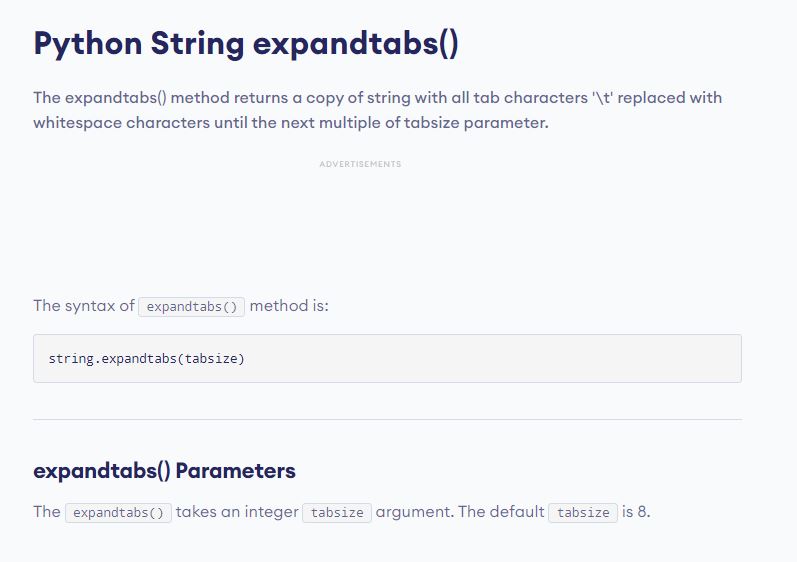 Python String expandtabs()
The expandtabs() method returns a copy of string with all tab characters '\t' replaced with
whitespace characters until the next multiple of tabsize parameter.
ADVERTISEMENTS
The syntax of expandtabs() method is:
string.expandtabs(tabsize)
expandtabs() Parameters
The expandtabs() takes an integer tabsize argument. The default tabsize is 8.